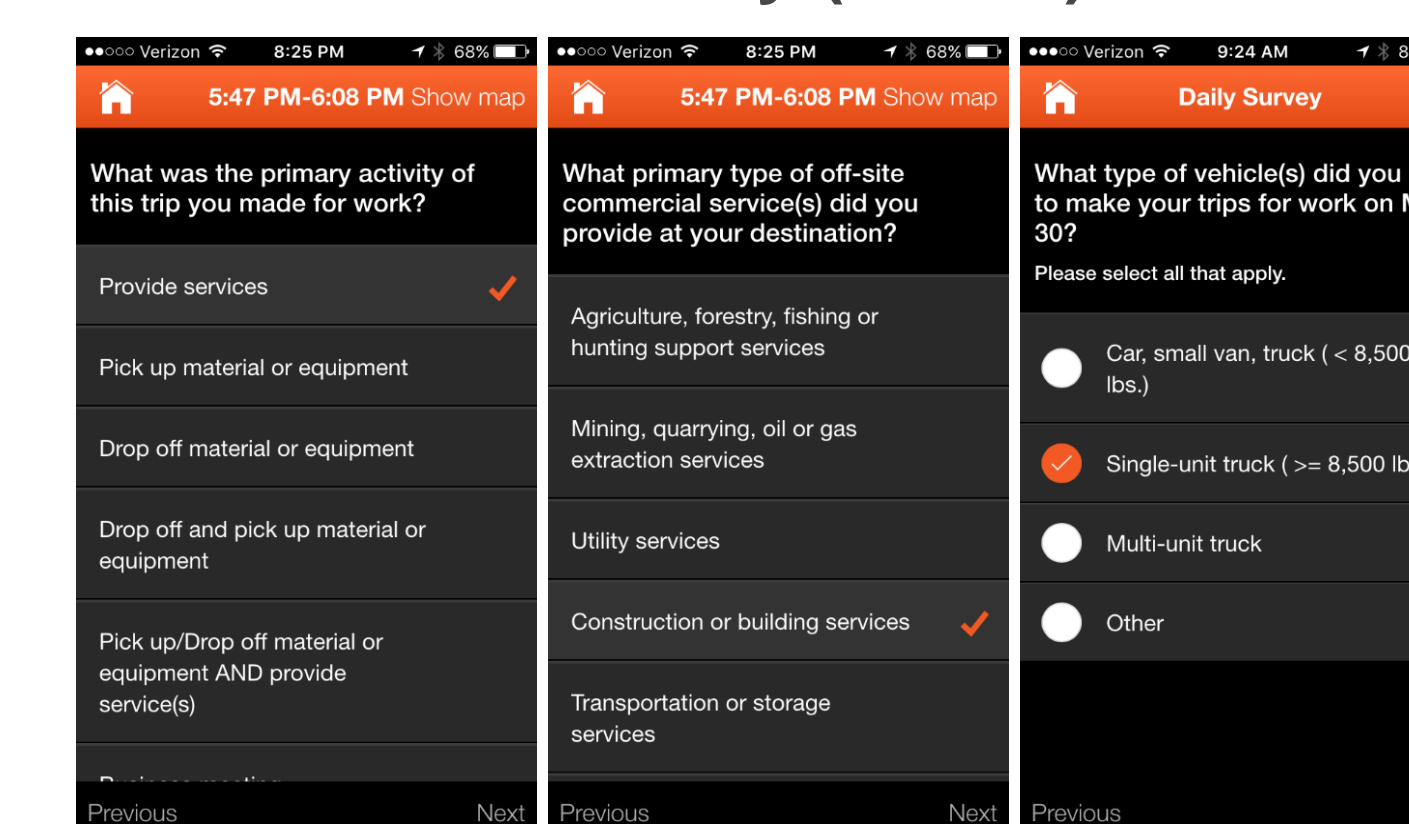 ●●○○○ Verizon 8:25 PM 68%
5:47 PM-6:08 PM Show map
What was the primary activity of
this trip you made for work?
Provide services
Pick up material or equipment
Drop off material or equipment
Drop off and pick up material or
equipment
Pick up/Drop off material or
equipment AND provide
service(s)
Previous Next
●●○○○ Verizon 8:25 PM 68%
5:47 PM-6:08 PM Show map
What primary type of off-site
commercial service(s) did you
provide at your destination?
Agriculture, forestry, fishing or
hunting support services
Mining, quarrying, oil or gas
extraction services
Utility services
Construction or building services
Transportation or storage
services
Previous Next
●●●○○ Verizon 9:24 AM 8
Daily Survey
What type of vehicle(s) did you
to make your trips for work on
30?
Please select all that apply.
Car, small van, truck ( < 8,500
lbs.)
Single-unit truck ( >= 8,500 lb
Multi-unit truck
Other
Previous